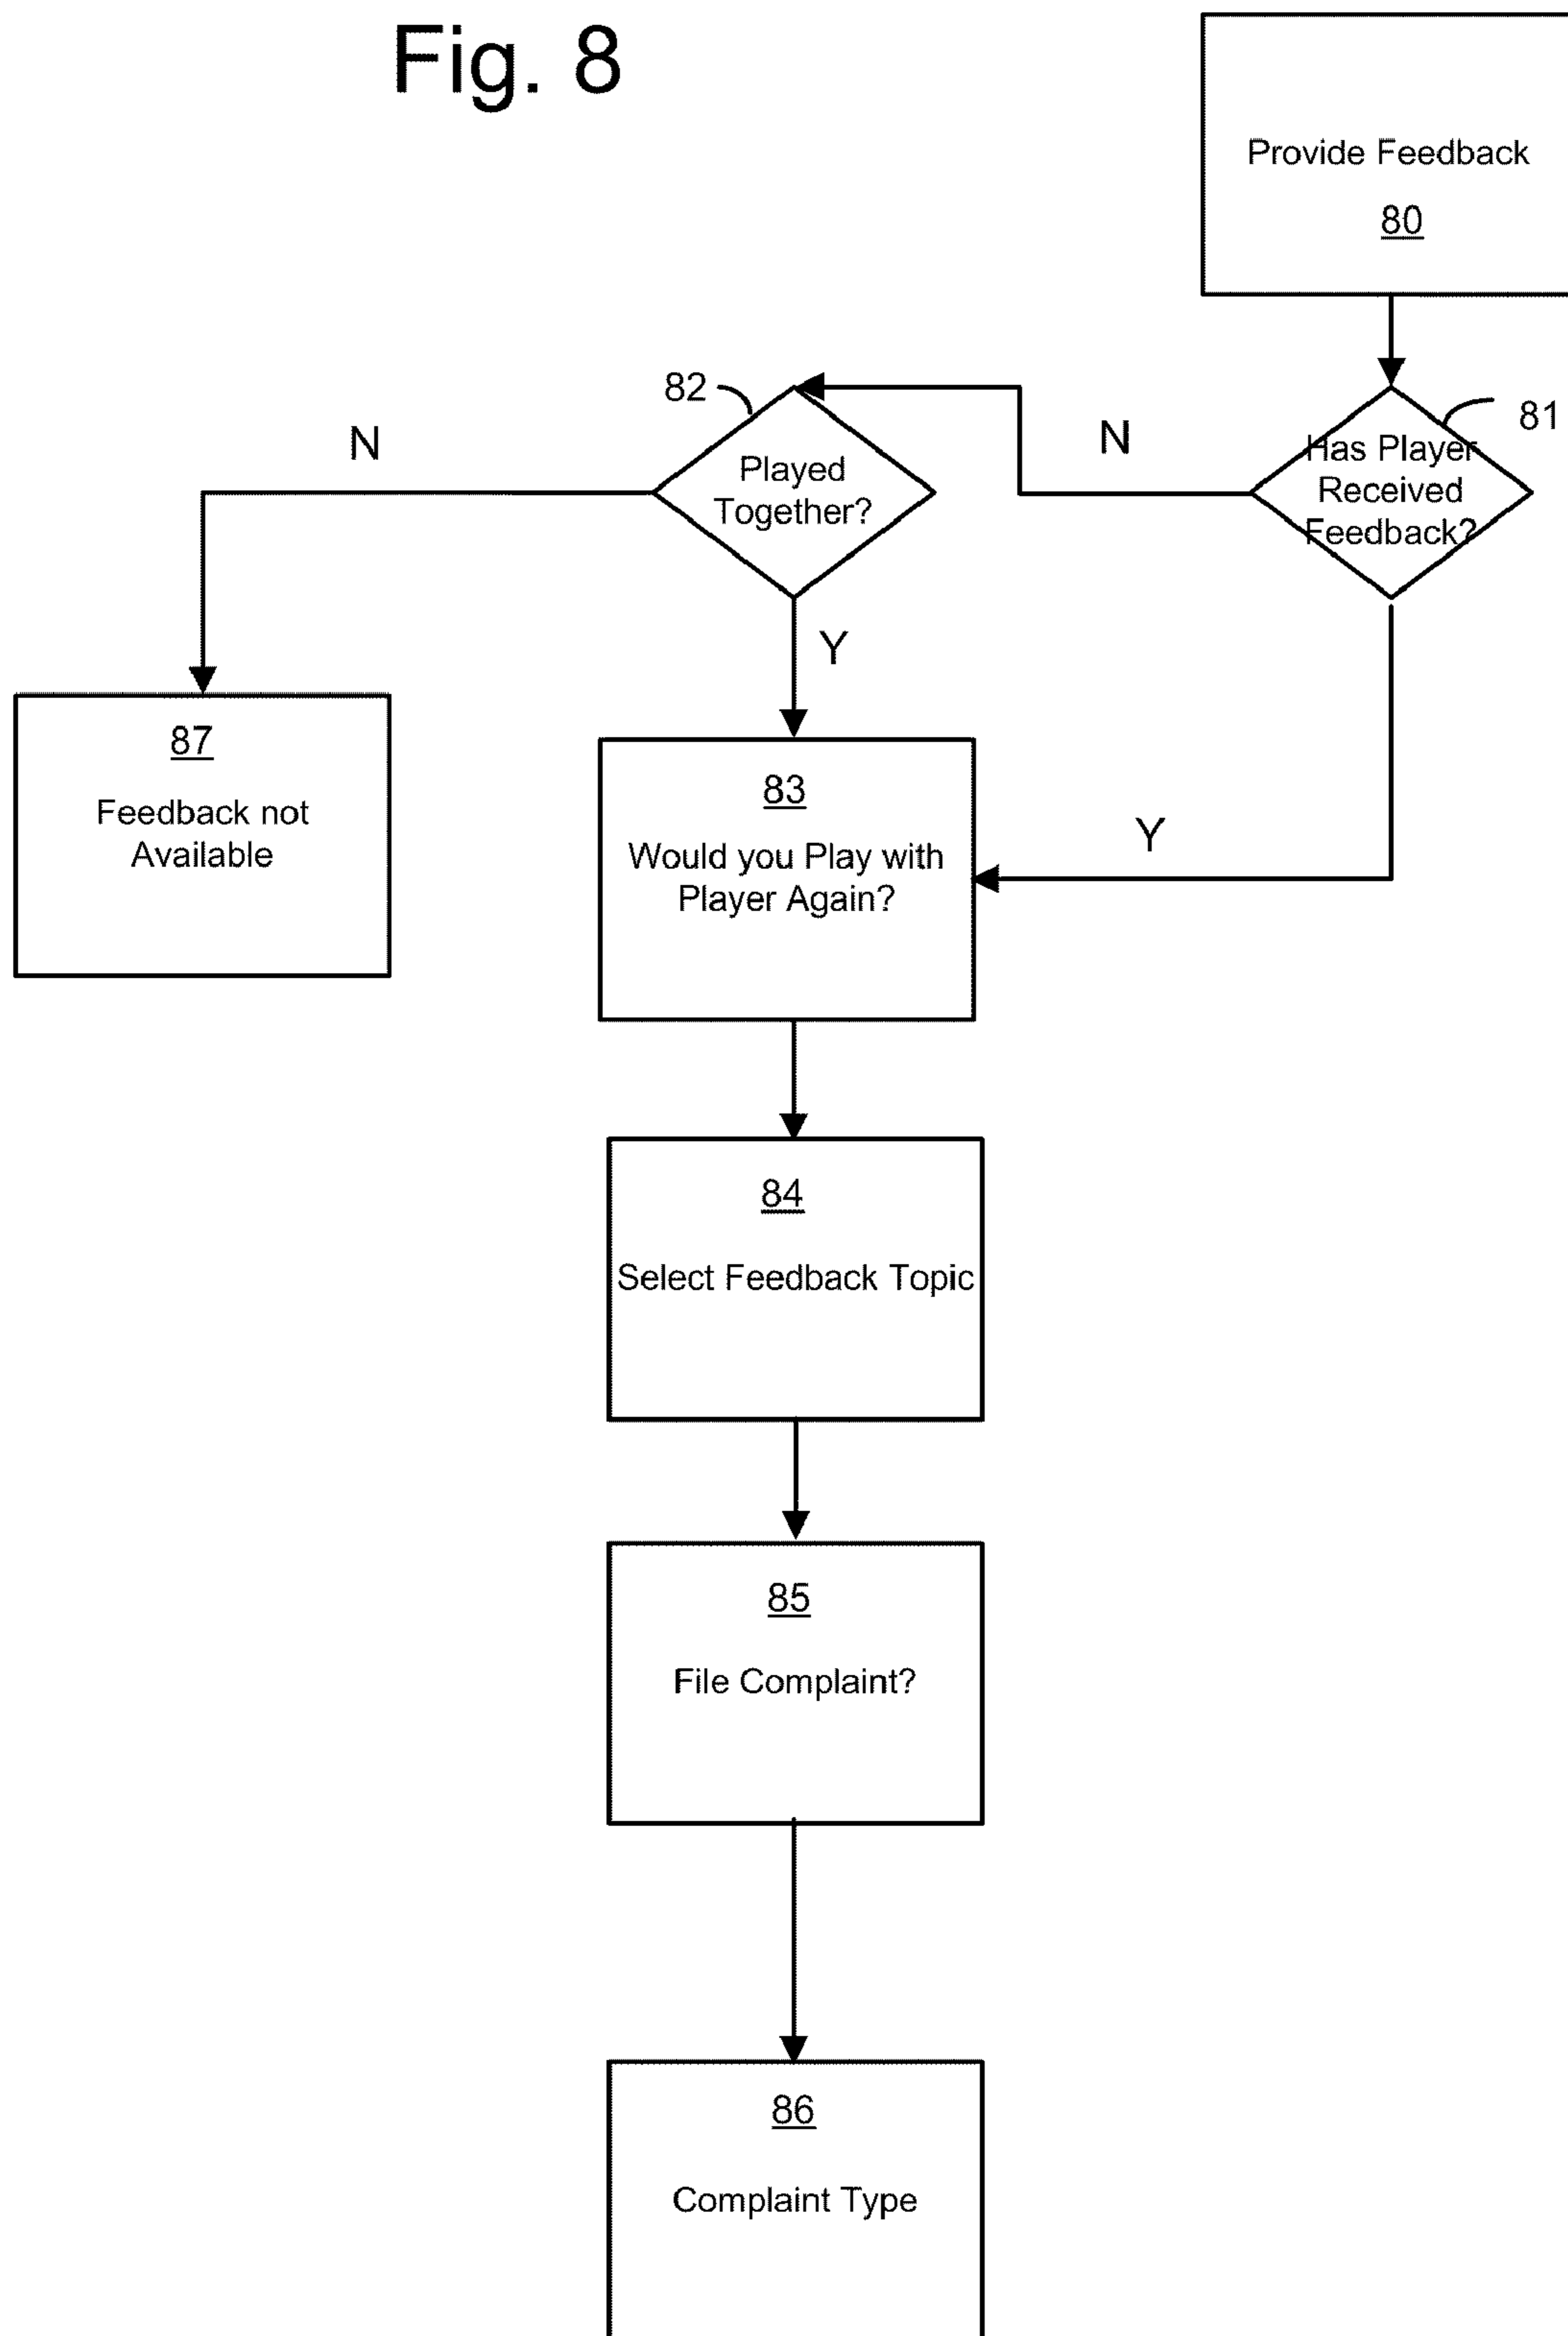 Fig. 8
Provide Feedback
80
81
Has Player
Received
Feedback?
N
Y
82
Played
Together?
N
Y
87
Feedback not
Available
83
Would you Play with
Player Again?
84
Select Feedback Topic
85
File Complaint?
86
Complaint Type